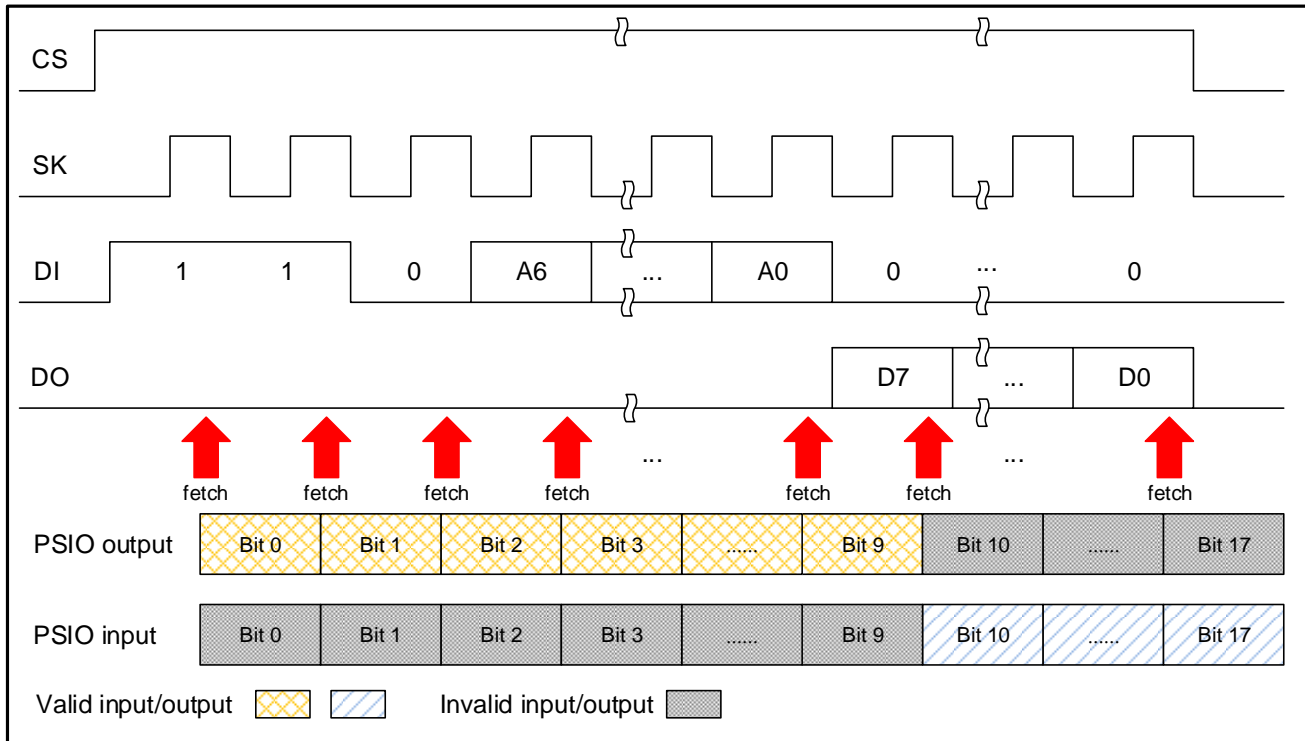 CS
SK
DI 1 1 0 A6 ... A0 0 ... 0
DO D7 ... D0
... ...
fetch fetch fetch fetch fetch fetch fetch
PSIO output Bit 0 Bit 1 Bit 2 Bit 3 ...... Bit 9 Bit 10 ...... Bit 17
PSIO input Bit 0 Bit 1 Bit 2 Bit 3 ...... Bit 9 Bit 10 ...... Bit 17
Valid input/output Invalid input/output